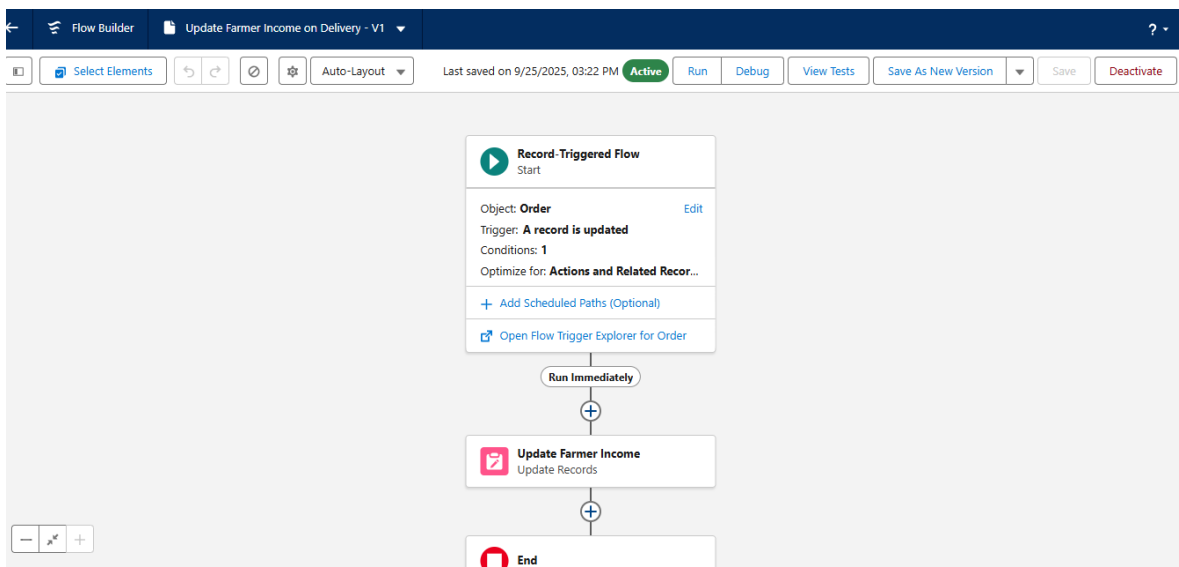 Flow Builder
Update Farmer Income on Delivery - V1
?
Select Elements
Auto-Layout
Last saved on 9/25/2025, 03:22 PM
Active
Run
Debug
View Tests
Save As New Version
Save
Deactivate
Record-Triggered Flow
Start
Object: Order
Edit
Trigger: A record is updated
Conditions: 1
Optimize for: Actions and Related Recor...
+ Add Scheduled Paths (Optional)
Open Flow Trigger Explorer for Order
Run Immediately
Update Farmer Income
Update Records
End